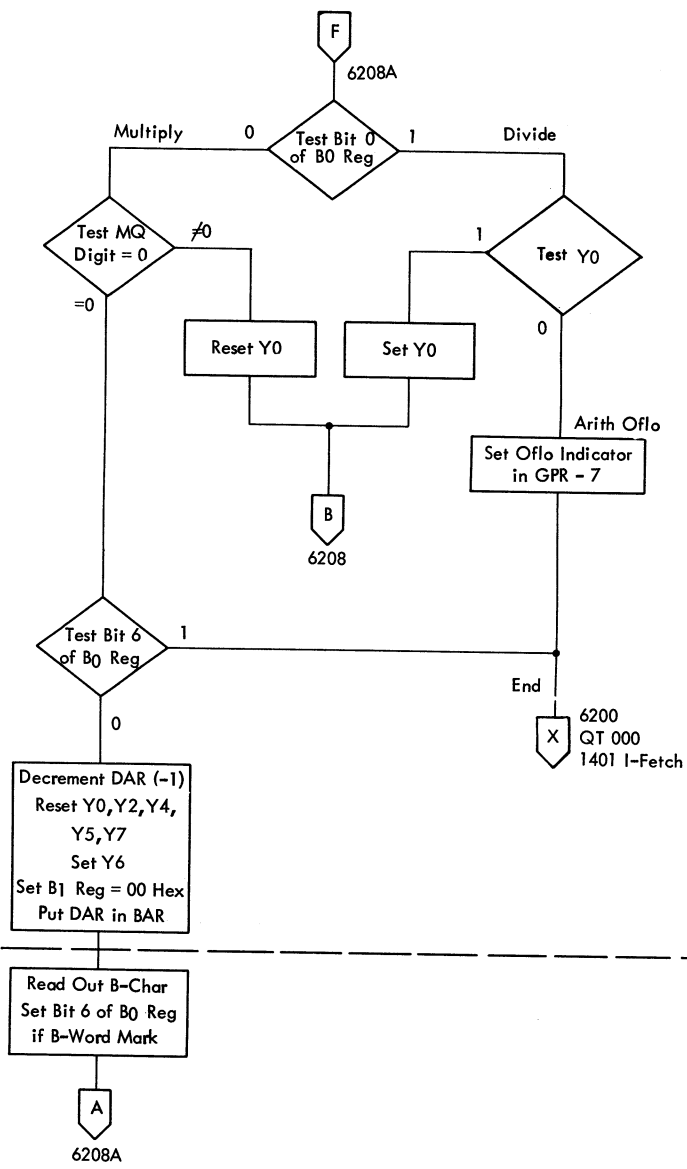 F
6208A
Multiply
0
Test Bit 0
of B0 Reg
1
Divide
Test MQ
Digit = 0
≠0
=0
1
Test Y0
0
Reset Y0
Set Y0
Arith Oflo
Set Oflo Indicator
in GPR - 7
B
6208
Test Bit 6
of B0 Reg
1
0
End
X
6200
QT 000
1401 I-Fetch
Decrement DAR (-1)
Reset Y0, Y2, Y4,
Y5, Y7
Set Y6
Set B1 Reg = 00 Hex
Put DAR in BAR
Read Out B-Char
Set Bit 6 of B0 Reg
if B-Word Mark
A
6208A